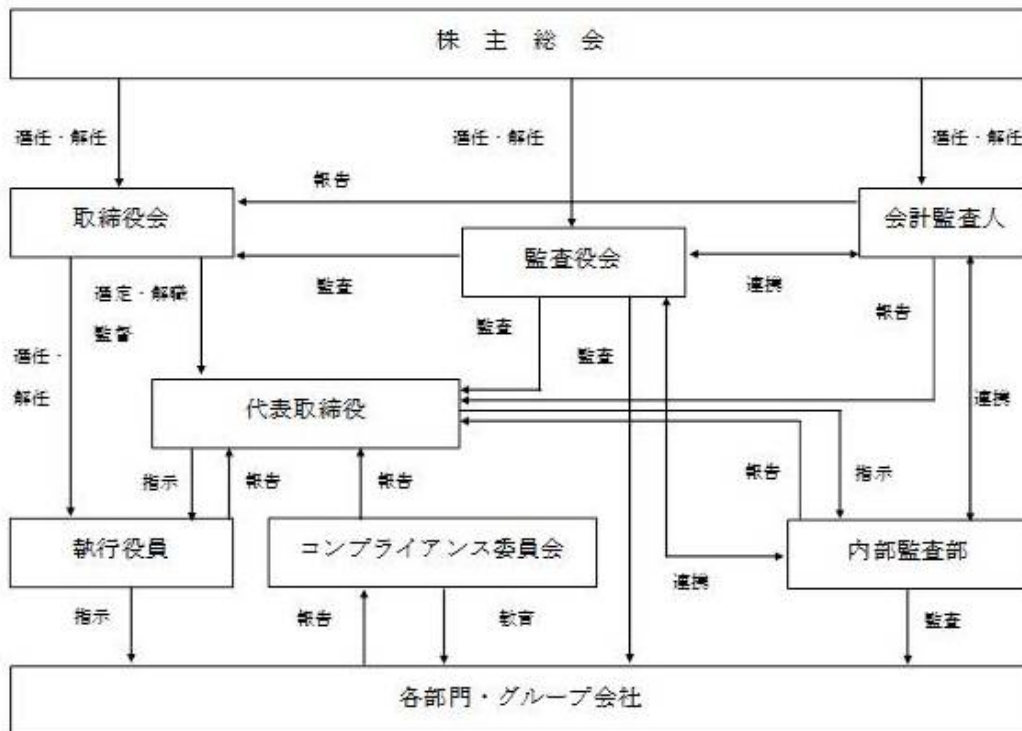 株 主 総 会
選任・解任
選任・解任
選任・解任
報告
取締役会
会計監査人
監査役会
監査
連携
選定・解職
監督
監査
監査
報告
選任・
解任
代表取締役
連携
指示
報告
報告
報告
指示
執行役員
コンプライアンス委員会
内部監査部
連携
指示
報告
教育
監査
各部門・グループ会社